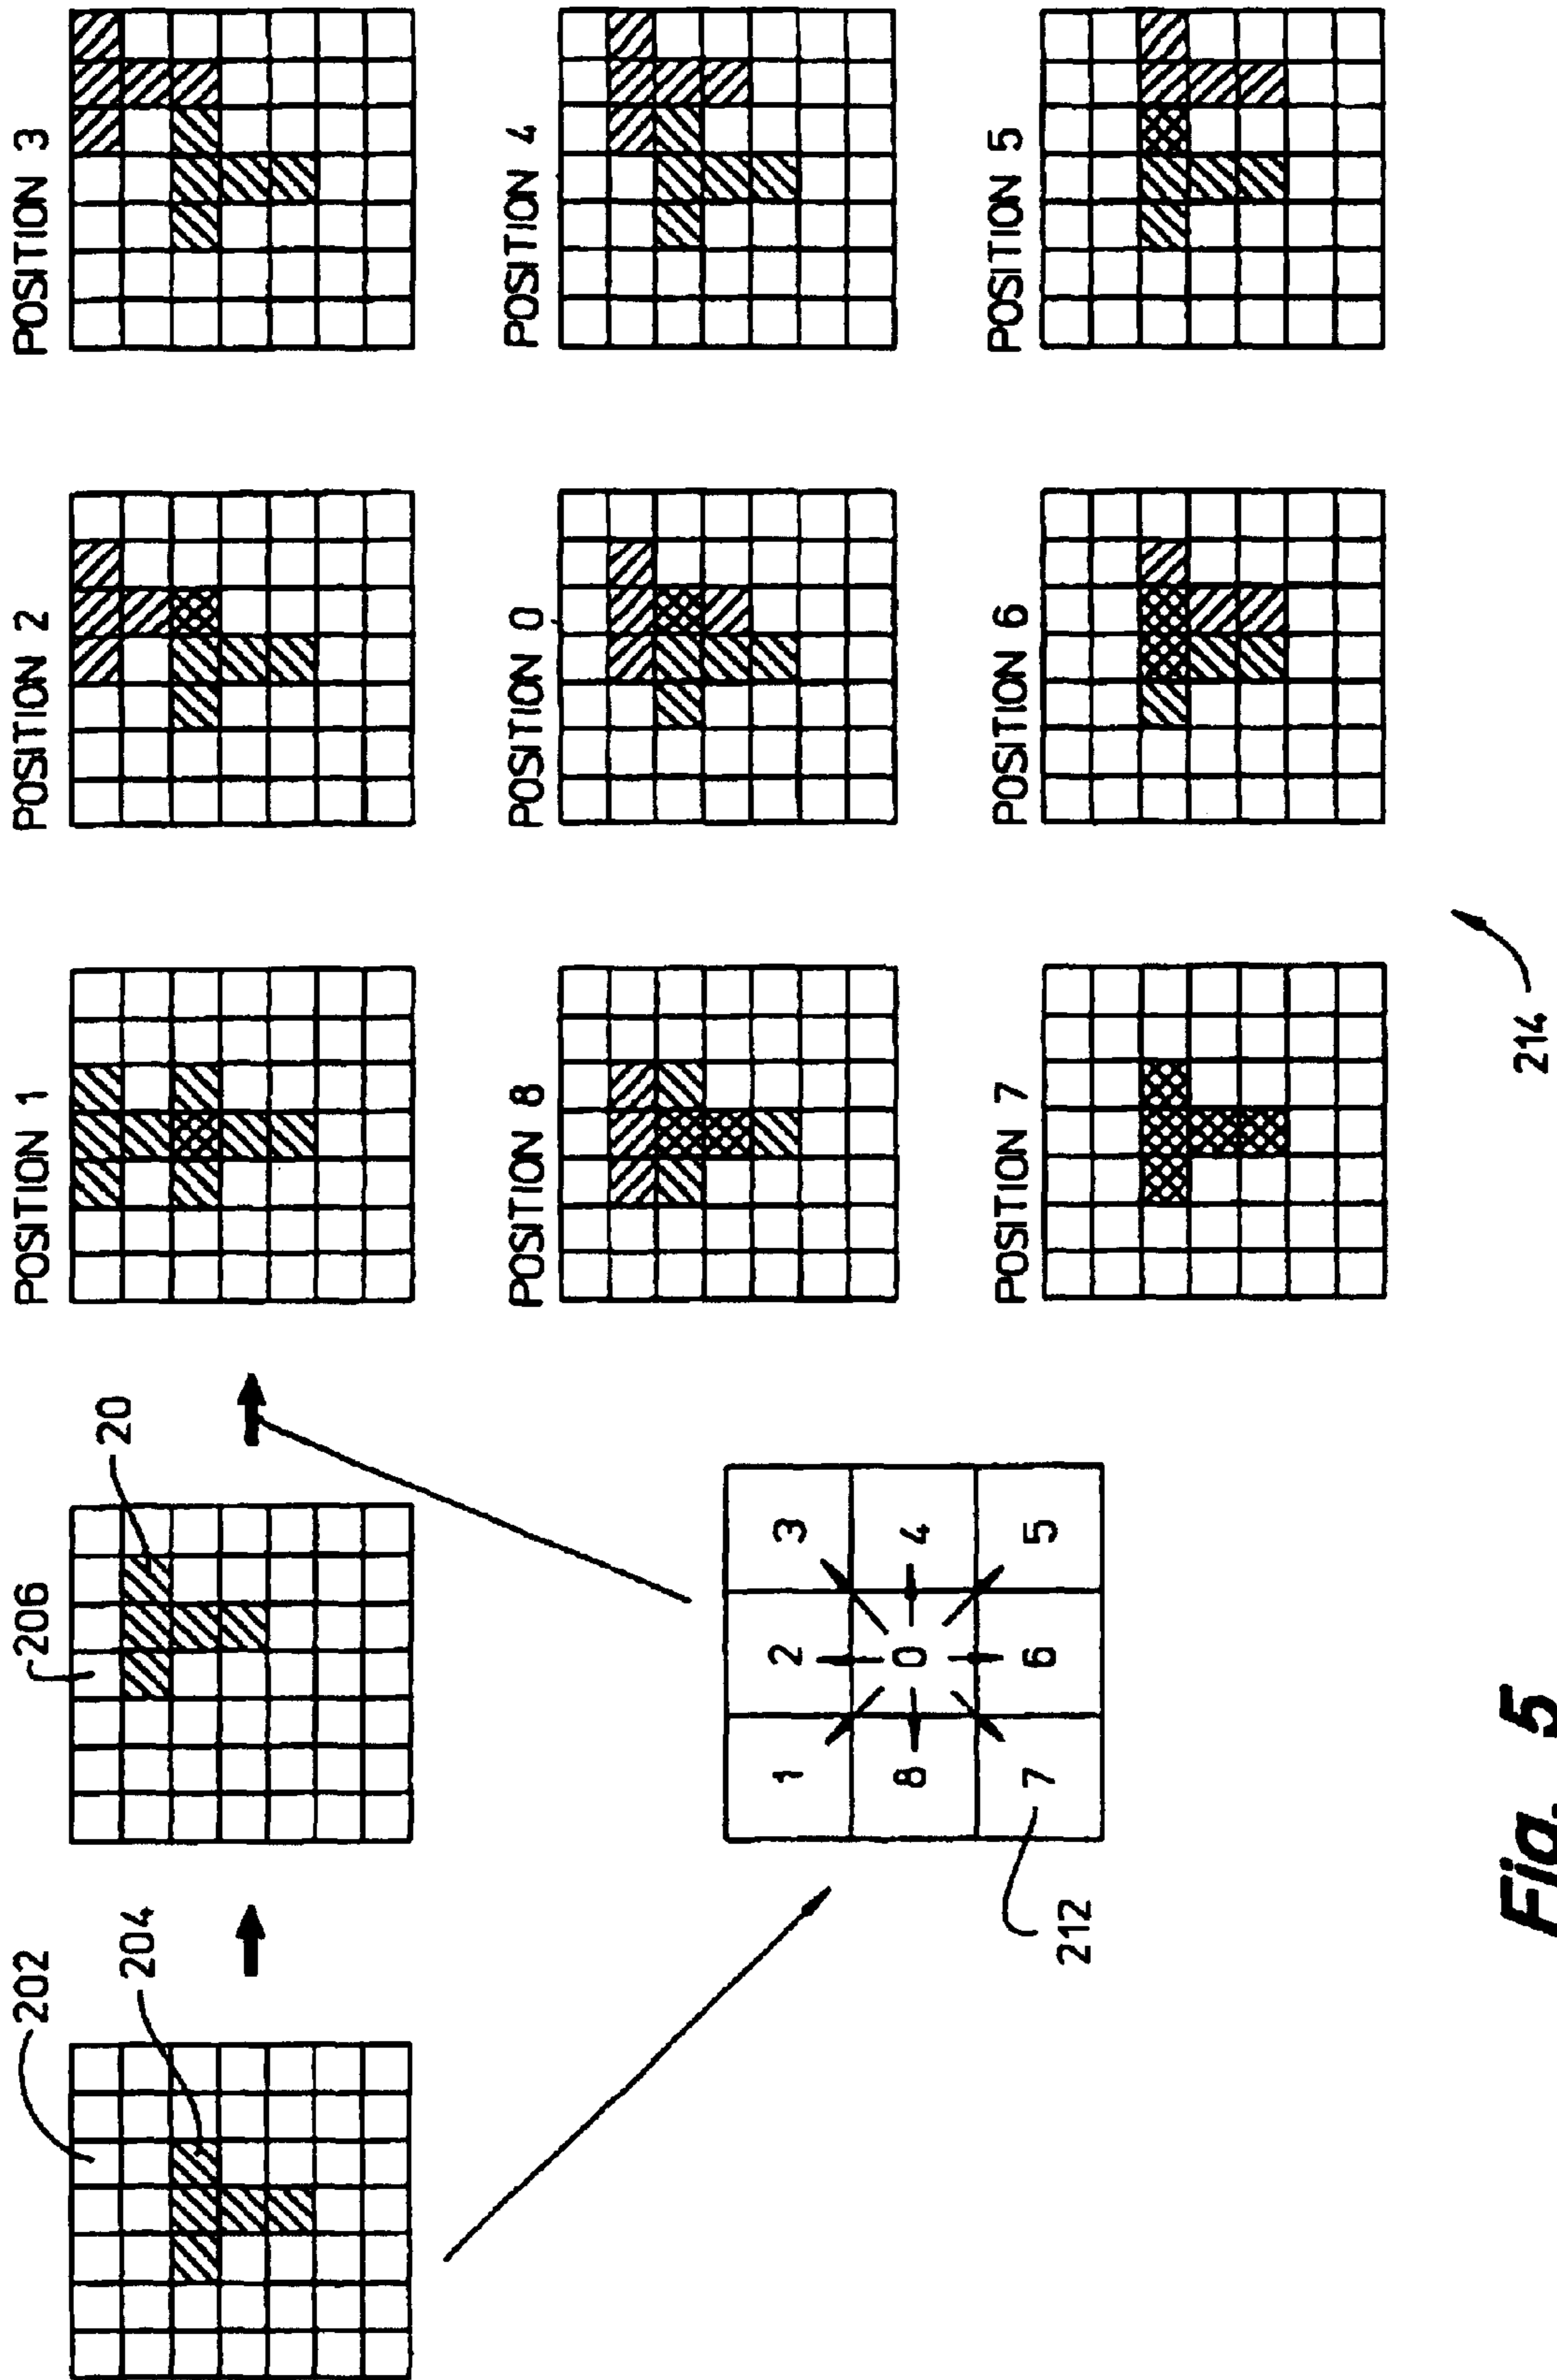 202
204
206
20
POSITION 1
POSITION 2
POSITION 3
POSITION 8
POSITION 0
POSITION 4
POSITION 7
POSITION 6
POSITION 5
1 2 3
8 0 4
7 6 5
212
214
Fig. 5